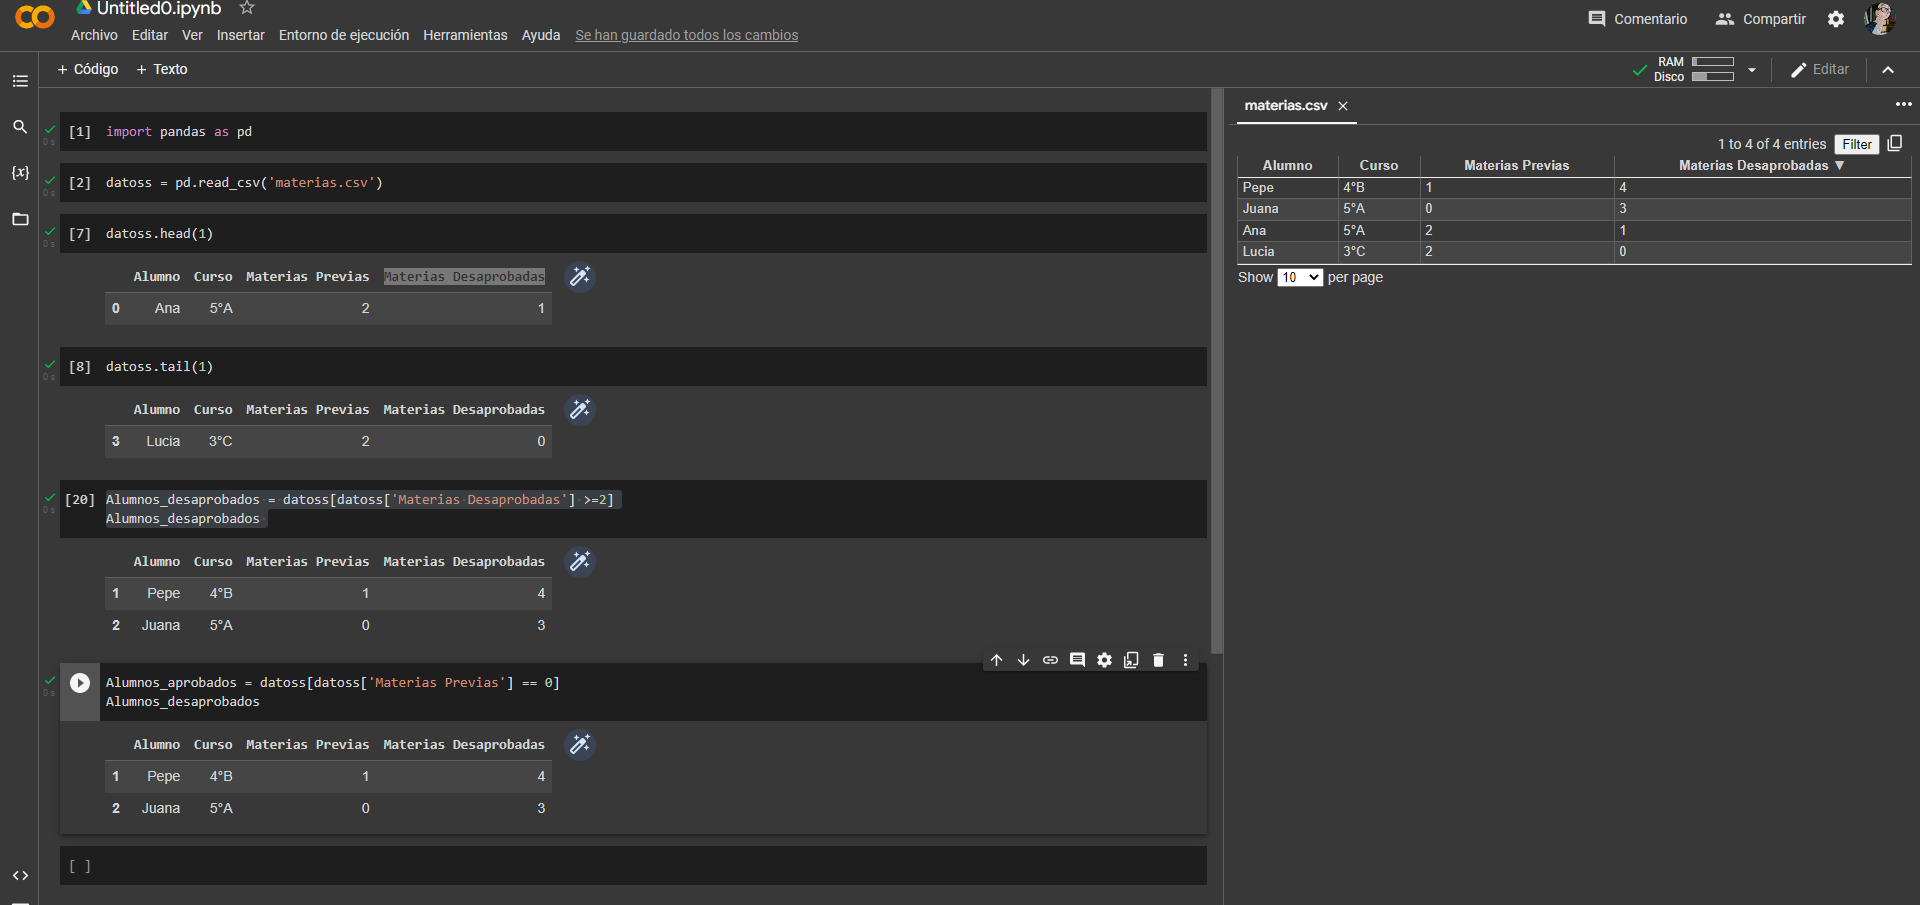 Untitled0.ipynb
Archivo Editar Ver Insertar Entorno de ejecución Herramientas Ayuda Se han guardado todos los cambios
Comentario Compartir
+ Código + Texto
RAM
Disco
Editar
[1] import pandas as pd
0 s
[2] datoss = pd.read_csv('materias.csv')
0 s
[7] datoss.head(1)
0 s
Alumno Curso Materias Previas Materias Desaprobadas
0 Ana 5°A 2 1
[8] datoss.tail(1)
0 s
Alumno Curso Materias Previas Materias Desaprobadas
3 Lucia 3°C 2 0
[20] Alumnos_desaprobados = datoss[datoss['Materias Desaprobadas'] >=2]
0 s
Alumnos_desaprobados
Alumno Curso Materias Previas Materias Desaprobadas
1 Pepe 4°B 1 4
2 Juana 5°A 0 3
Alumnos_aprobados = datoss[datoss['Materias Previas'] == 0]
0 s
Alumnos_desaprobados
Alumno Curso Materias Previas Materias Desaprobadas
1 Pepe 4°B 1 4
2 Juana 5°A 0 3
[ ]
materias.csv
1 to 4 of 4 entries Filter
Alumno Curso Materias Previas Materias Desaprobadas
Pepe 4°B 1 4
Juana 5°A 0 3
Ana 5°A 2 1
Lucia 3°C 2 0
Show 10 per page